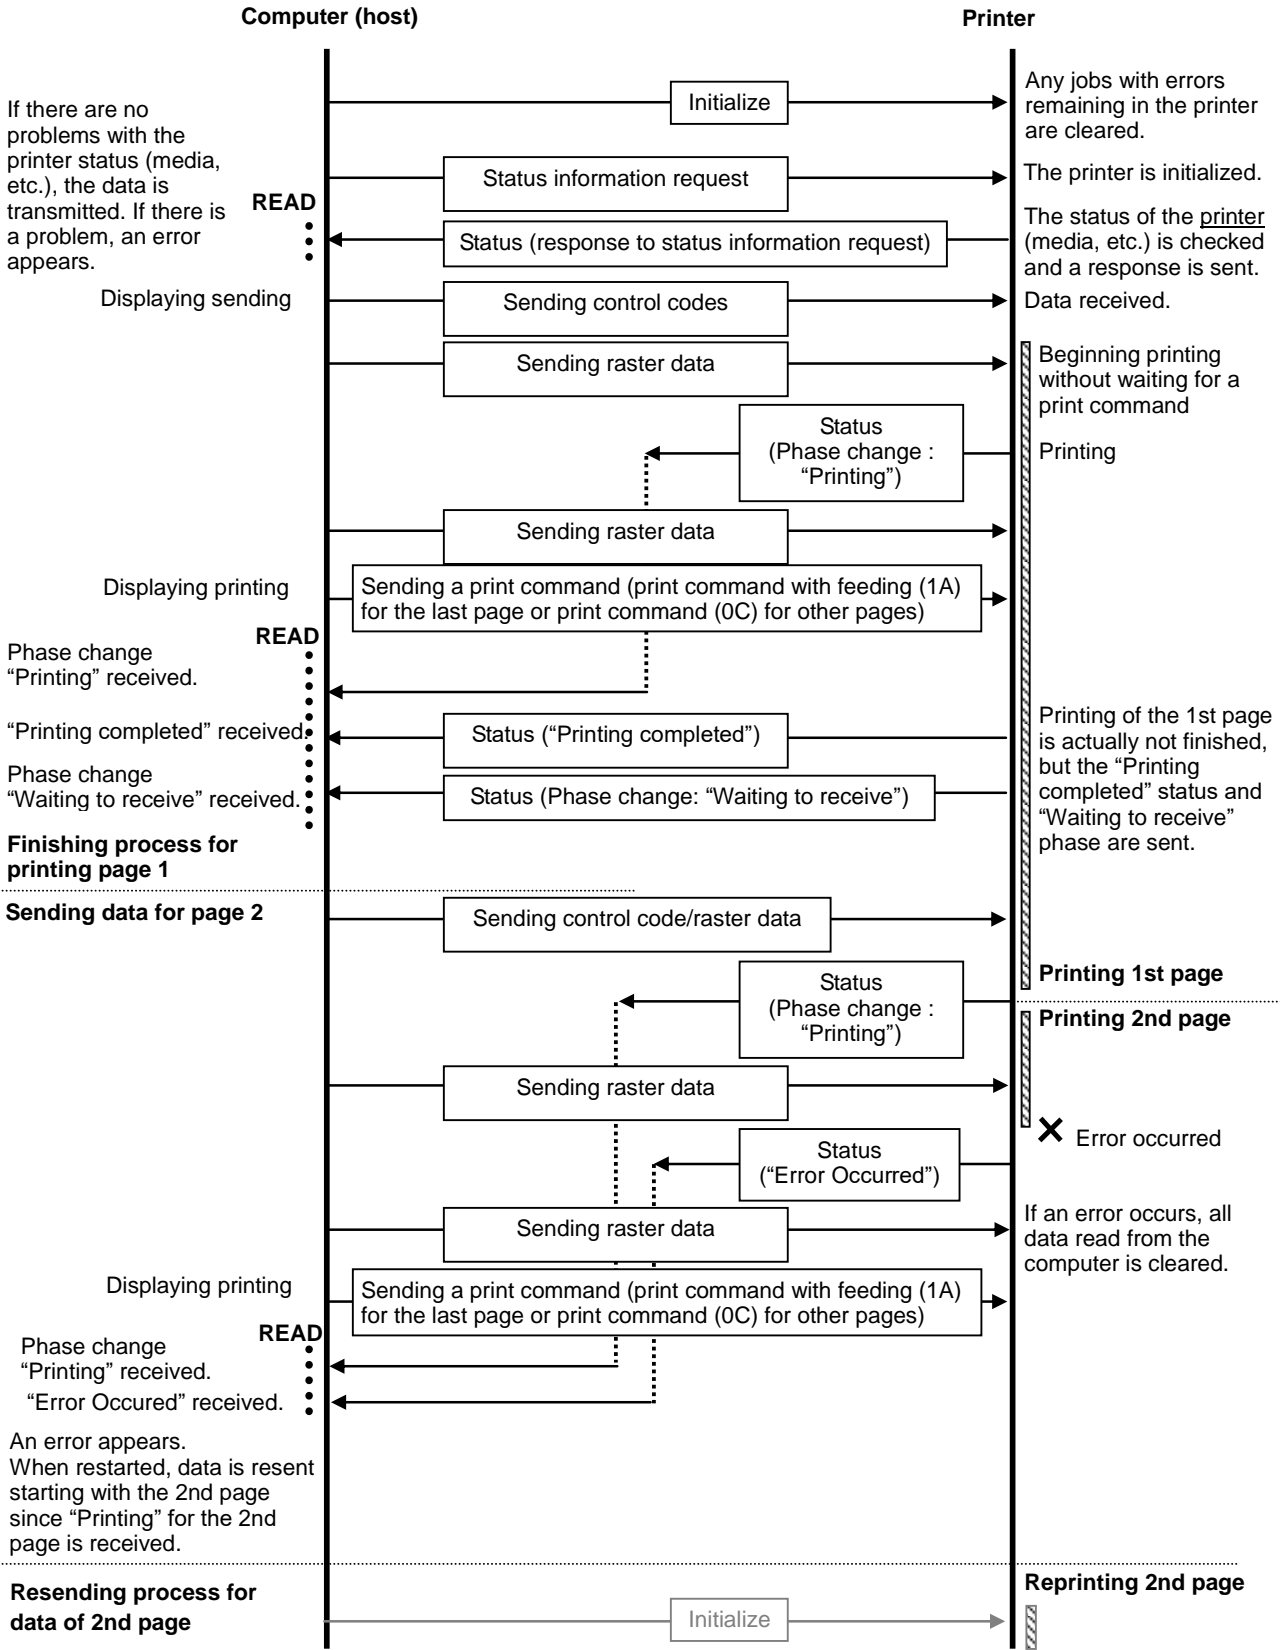 Computer (host)
Printer
Initialize
Any jobs with errors
remaining in the printer
are cleared.
If there are no
problems with the
printer status (media,
etc.), the data is
transmitted. If there is
a problem, an error
appears.
Status information request
The printer is initialized.
READ
Status (response to status information request)
The status of the printer
(media, etc.) is checked
and a response is sent.
Displaying sending
Sending control codes
Data received.
Sending raster data
Beginning printing
without waiting for a
print command
Status
(Phase change :
“Printing”)
Printing
Sending raster data
Displaying printing
Sending a print command (print command with feeding (1A)
for the last page or print command (0C) for other pages)
READ
Phase change
“Printing” received.
“Printing completed” received.
Status (“Printing completed”)
Printing of the 1st page
is actually not finished,
but the “Printing
completed” status and
“Waiting to receive”
phase are sent.
Phase change
“Waiting to receive” received.
Status (Phase change: “Waiting to receive”)
Finishing process for
printing page 1
Sending data for page 2
Sending control code/raster data
Printing 1st page
Status
(Phase change :
“Printing”)
Printing 2nd page
Sending raster data
Error occurred
Status
(“Error Occurred”)
Sending raster data
If an error occurs, all
data read from the
computer is cleared.
Displaying printing
Sending a print command (print command with feeding (1A)
for the last page or print command (0C) for other pages)
READ
Phase change
“Printing” received.
“Error Occured” received.
An error appears.
When restarted, data is resent
starting with the 2nd page
since “Printing” for the 2nd
page is received.
Resending process for
data of 2nd page
Initialize
Reprinting 2nd page